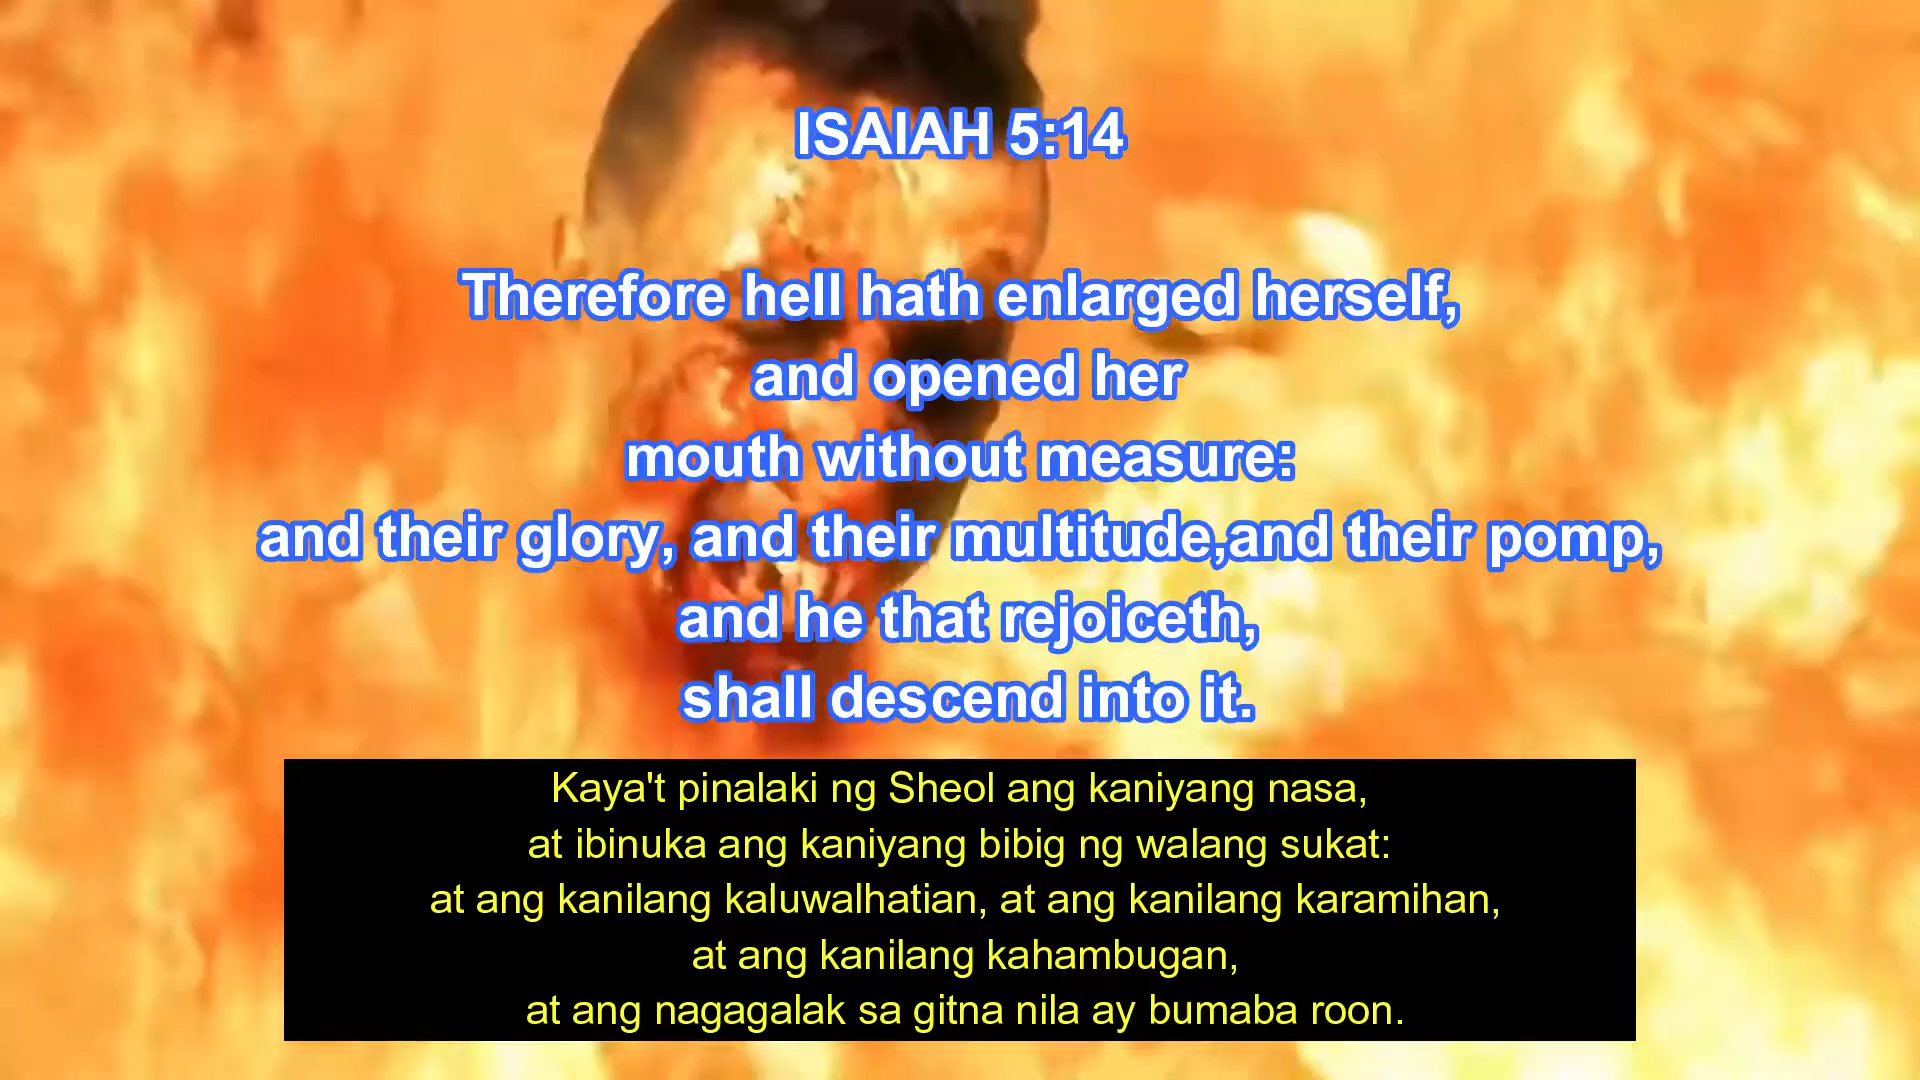 ISAIAH 5:14
Therefore hell hath enlarged herself,
and opened her
mouth without measure:
and their glory, and their multitude,and their pomp,
and he that rejoiceth,
shall descend into it.
Kaya't pinalaki ng Sheol ang kaniyang nasa,
at ibinuka ang kaniyang bibig ng walang sukat:
at ang kanilang kaluwalhatian, at ang kanilang karamihan,
at ang kanilang kahambugan,
at ang nagagalak sa gitna nila ay bumaba roon.